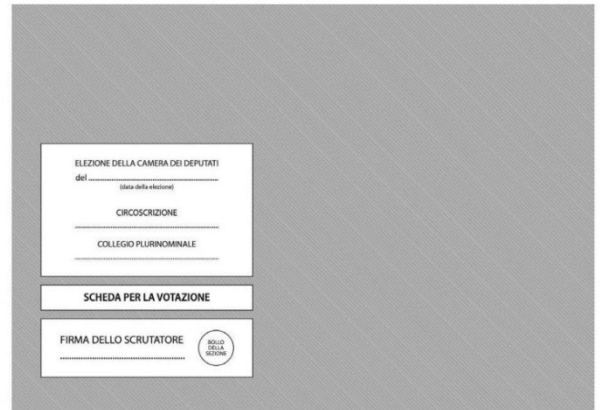 ELEZIONE DELLA CAMERA DEI DEPUTATI
del ........................................................
(data della elezione)
CIRCOSCRIZIONE
..............................................................
COLLEGIO PLURINOMINALE
..............................................................
SCHEDA PER LA VOTAZIONE
FIRMA DELLO SCRUTATORE
......................................................
BOLLO
DELLA
SEZIONE